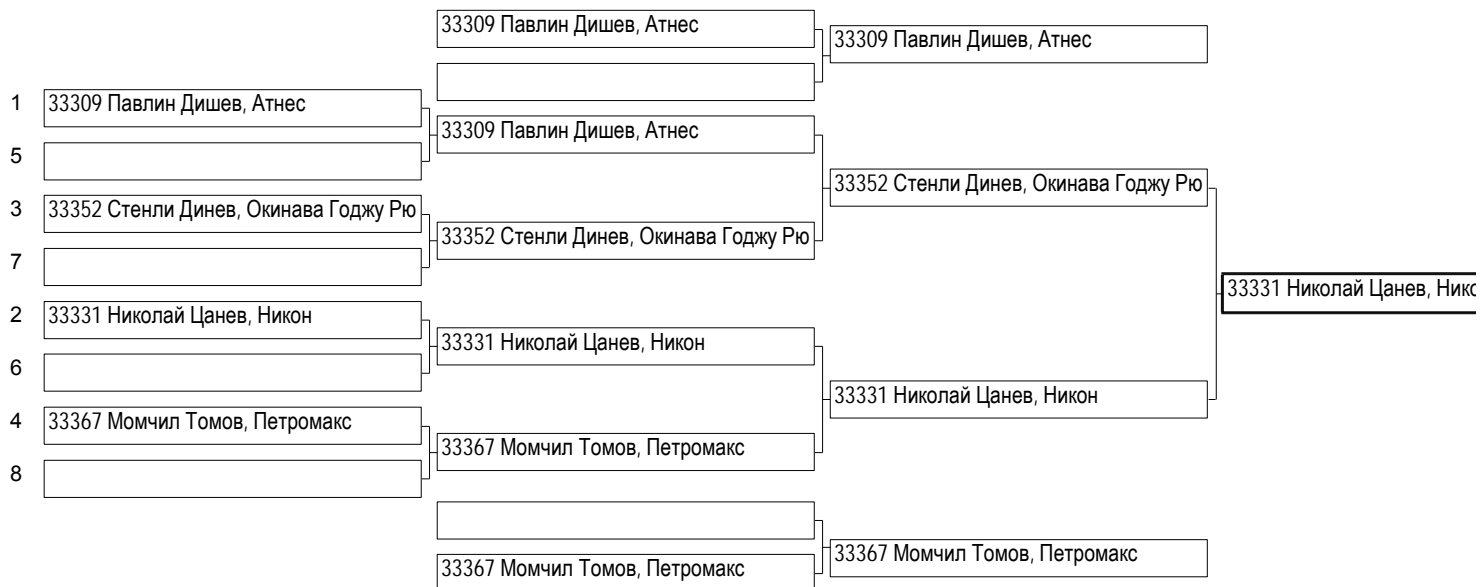 33309 Павлин Дишев, Атнес
33309 Павлин Дишев, Атнес
1 33309 Павлин Дишев, Атнес
33309 Павлин Дишев, Атнес
5
33352 Стенли Динев, Окинава Годжу Рю
3 33352 Стенли Динев, Окинава Годжу Рю
33352 Стенли Динев, Окинава Годжу Рю
7
33331 Николай Цанев,
2 33331 Николай Цанев, Никон
33331 Николай Цанев, Никон
6
33331 Николай Цанев, Никон
4 33367 Момчил Томов, Петромакс
33367 Момчил Томов, Петромакс
8
33367 Момчил Томов, Петромакс
33367 Момчил Томов, Петромакс